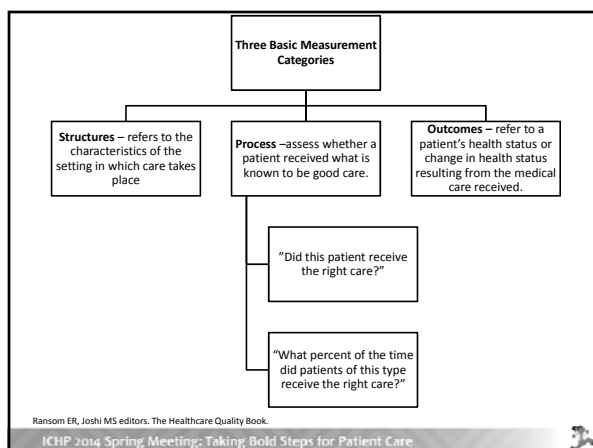 Three Basic Measurement
Categories
Structures – refers to the
characteristics of the
setting in which care takes
place
Process –assess whether a
patient received what is
known to be good care.
Outcomes – refer to a
patient's health status or
change in health status
resulting from the medical
care received.
"Did this patient receive
the right care?"
"What percent of the time
did patients of this type
receive the right care?"
Ransom ER, Joshi MS editors. The Healthcare Quality Book.
ICHP 2014 Spring Meeting: Taking Bold Steps for Patient Care